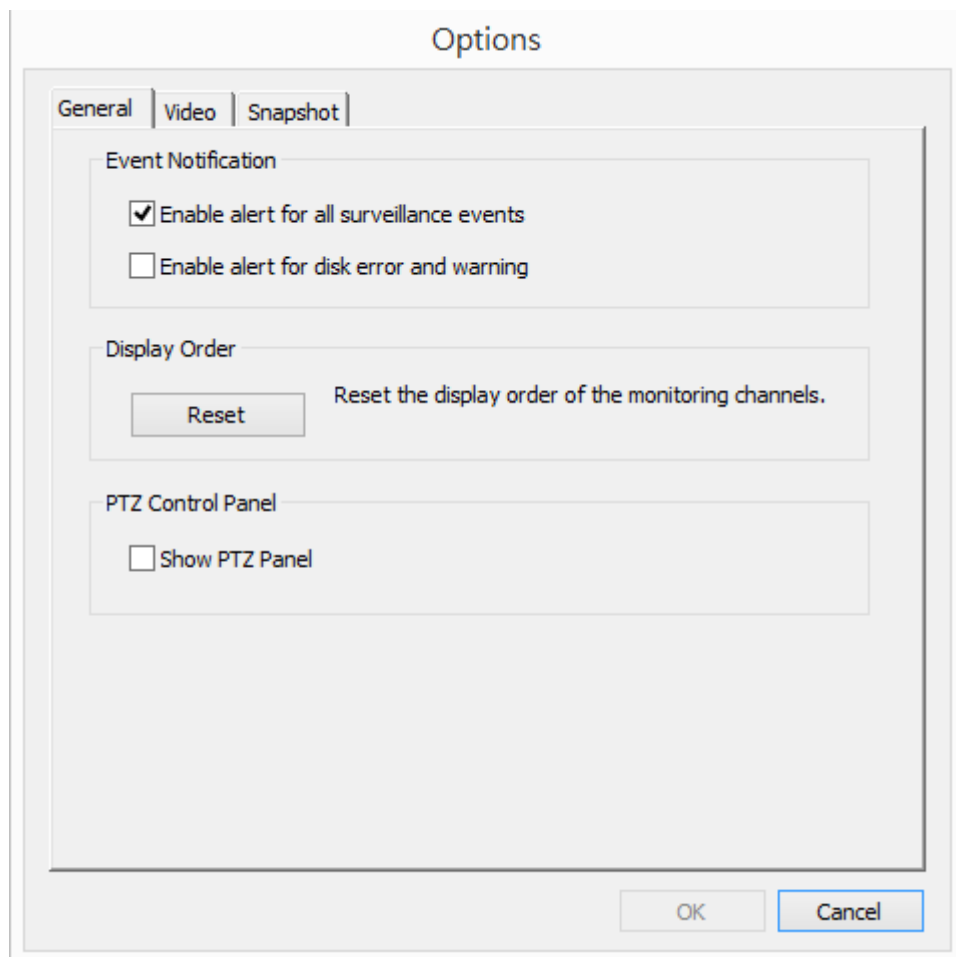 Options
General
Video
Snapshot
Event Notification
Enable alert for all surveillance events
Enable alert for disk error and warning
Display Order
Reset
Reset the display order of the monitoring channels.
PTZ Control Panel
Show PTZ Panel
OK
Cancel